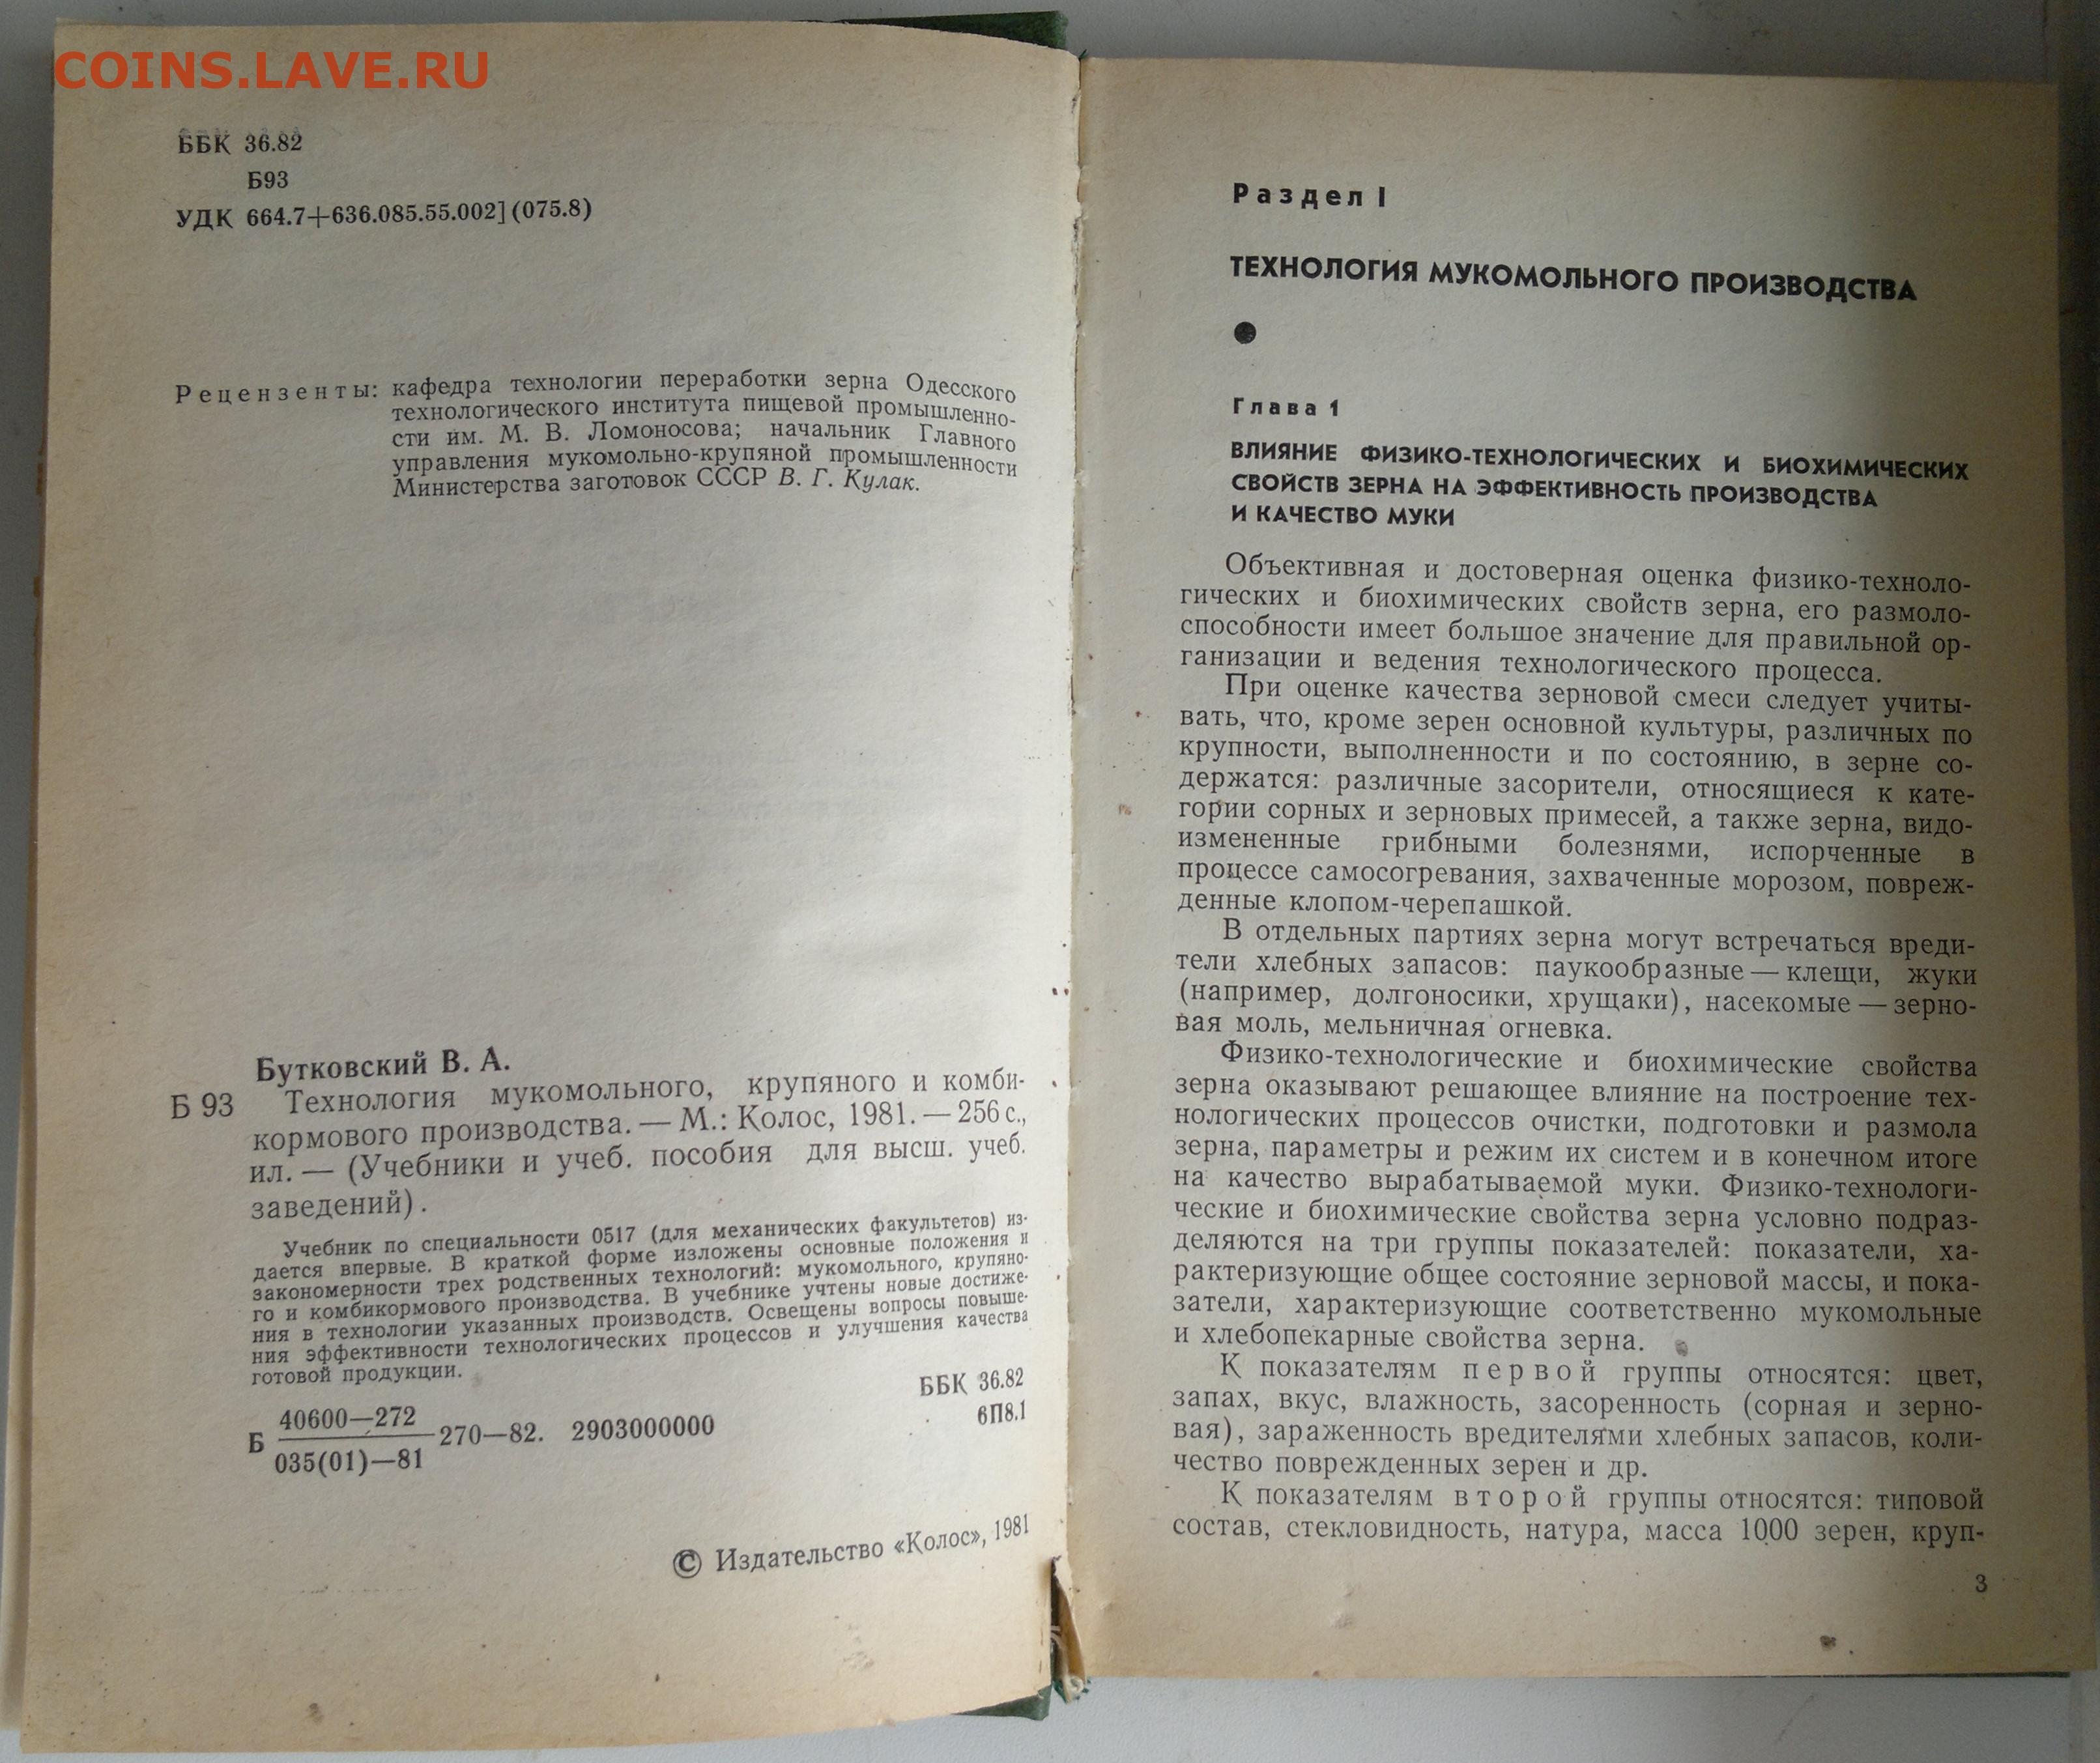 COINS.LAVE.RU
ББК 36.82
Б93
УДК 664.7+636.085.55.002] (075.8)
Рецензенты: кафедра технологии переработки зерна Одесского
технологического института пищевой промышленно-
сти им. М. В. Ломоносова; начальник Главного
управления мукомольно-крупяной промышленности
Министерства заготовок СССР В. Г. Кулак.
Бутковский В. А.
Б 93 Технология мукомольного, крупяного и комби-
кормового производства. — М.: Колос, 1981. — 256 с.,
ил. — (Учебники и учеб. пособия для высш. учеб.
заведений).
Учебник по специальности 0517 (для механических факультетов) из-
дается впервые. В краткой форме изложены основные положения и
закономерности трех родственных технологий: мукомольного, крупяно-
го и комбикормового производства. В учебнике учтены новые достиже-
ния в технологии указанных производств. Освещены вопросы повыше-
ния эффективности технологических процессов и улучшения качества
готовой продукции.
ББК 36.82
6П8.1
40600—272
Б 270—82. 2903000000
035(01)—81
© Издательство «Колос», 1981
Раздел I
ТЕХНОЛОГИЯ МУКОМОЛЬНОГО ПРОИЗВОДСТВА
●
Глава 1
ВЛИЯНИЕ ФИЗИКО-ТЕХНОЛОГИЧЕСКИХ И БИОХИМИЧЕСКИХ
СВОЙСТВ ЗЕРНА НА ЭФФЕКТИВНОСТЬ ПРОИЗВОДСТВА
И КАЧЕСТВО МУКИ
Объективная и достоверная оценка физико-техноло-
гических и биохимических свойств зерна, его размоло-
способности имеет большое значение для правильной ор-
ганизации и ведения технологического процесса.
При оценке качества зерновой смеси следует учиты-
вать, что, кроме зерен основной культуры, различных по
крупности, выполненности и по состоянию, в зерне со-
держатся: различные засорители, относящиеся к кате-
гории сорных и зерновых примесей, а также зерна, видо-
измененные грибными болезнями, испорченные в
процессе самосогревания, захваченные морозом, повреж-
денные клопом-черепашкой.
В отдельных партиях зерна могут встречаться вреди-
тели хлебных запасов: паукообразные — клещи, жуки
(например, долгоносики, хрущаки), насекомые — зерно-
вая моль, мельничная огневка.
Физико-технологические и биохимические свойства
зерна оказывают решающее влияние на построение тех-
нологических процессов очистки, подготовки и размола
зерна, параметры и режим их систем и в конечном итоге
на качество вырабатываемой муки. Физико-технологи-
ческие и биохимические свойства зерна условно подраз-
деляются на три группы показателей: показатели, ха-
рактеризующие общее состояние зерновой массы, и пока-
затели, характеризующие соответственно мукомольные
и хлебопекарные свойства зерна.
К показателям первой группы относятся: цвет,
запах, вкус, влажность, засоренность (сорная и зерно-
вая), зараженность вредителями хлебных запасов, коли-
чество поврежденных зерен и др.
К показателям второй группы относятся: типовой
состав, стекловидность, натура, масса 1000 зерен, круп-
3